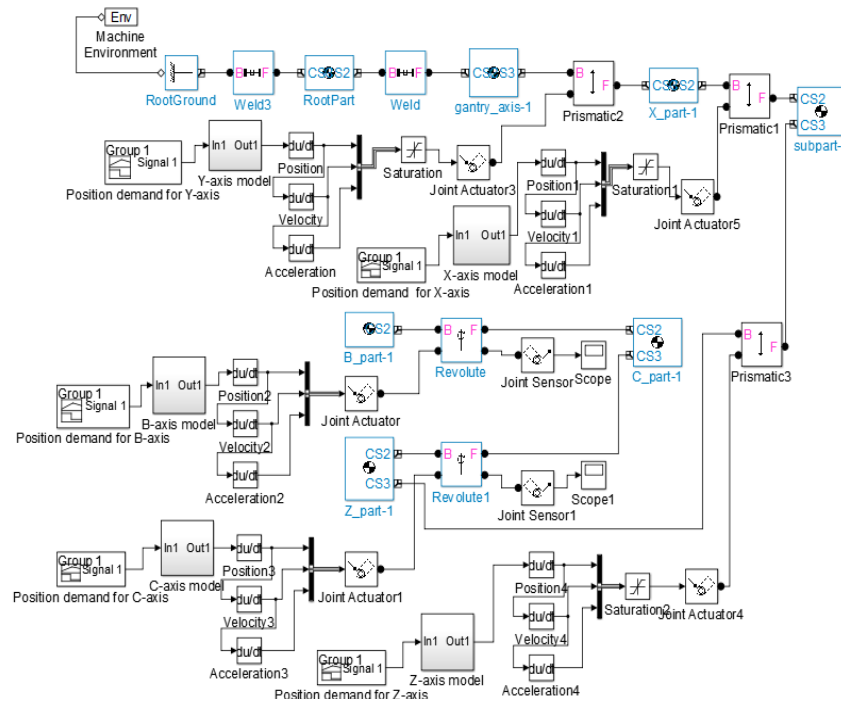 Env
Machine
Environment
B F
CS CS2
B F
CS CS3
B
F
CS CS2
B
F
CS2
CS3
RootGround
Weld3
RootPart
Weld
gantry_axis-1
Prismatic2
X_part-1
Prismatic1
subpart-
Group 1
Signal 1
Position demand for Y-axis
In1 Out1
Y-axis model
du/dt
Position
du/dt
Velocity
du/dt
Acceleration
Saturation
Joint Actuator3
Group 1
Signal 1
Position demand for X-axis
In1 Out1
X-axis model
du/dt
Position1
du/dt
Velocity1
du/dt
Acceleration1
Saturation1
Joint Actuator5
CS2
B_part-1
B F
Revolute
Joint Sensor
Scope
CS2
CS3
C_part-1
B
F
Prismatic3
Group 1
Signal 1
Position demand for B-axis
In1 Out1
B-axis model
du/dt
Position2
du/dt
Velocity2
du/dt
Acceleration2
Joint Actuator
CS2
CS3
Z_part-1
B F
Revolute1
Joint Sensor1
Scope1
Group 1
Signal 1
Position demand for C-axis
In1 Out1
C-axis model
du/dt
Position3
du/dt
Velocity3
du/dt
Acceleration3
Joint Actuator1
Group 1
Signal 1
Position demand for Z-axis
In1 Out1
Z-axis model
du/dt
Position4
du/dt
Velocity4
du/dt
Acceleration4
Saturation2
Joint Actuator4